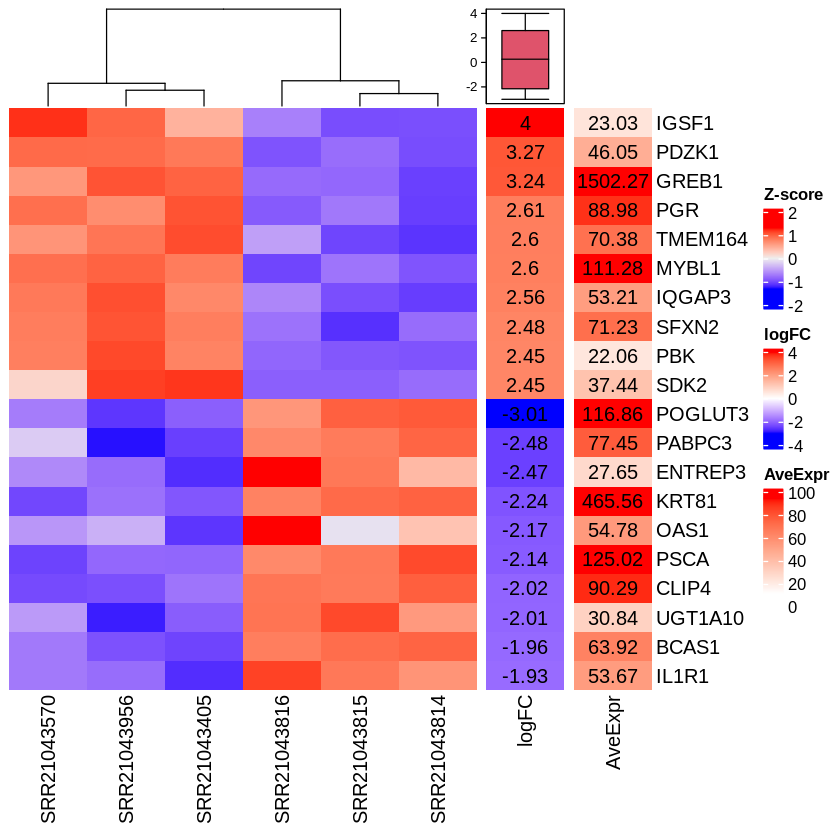 4
2
0
-2
4 23.03 IGSF1
3.27 46.05 PDZK1
3.24 1502.27 GREB1
2.61 88.98 PGR
2.6 70.38 TMEM164
2.6 111.28 MYBL1
2.56 53.21 IQGAP3
2.48 71.23 SFXN2
2.45 22.06 PBK
2.45 37.44 SDK2
-3.01 116.86 POGLUT3
-2.48 77.45 PABPC3
-2.47 27.65 ENTREP3
-2.24 465.56 KRT81
-2.17 54.78 OAS1
-2.14 125.02 PSCA
-2.02 90.29 CLIP4
-2.01 30.84 UGT1A10
-1.96 63.92 BCAS1
-1.93 53.67 IL1R1
SRR21043570
SRR21043956
SRR21043405
SRR21043816
SRR21043815
SRR21043814
logFC
AveExpr
Z-score
2
1
0
-1
-2
logFC
4
2
0
-2
-4
AveExpr
100
80
60
40
20
0